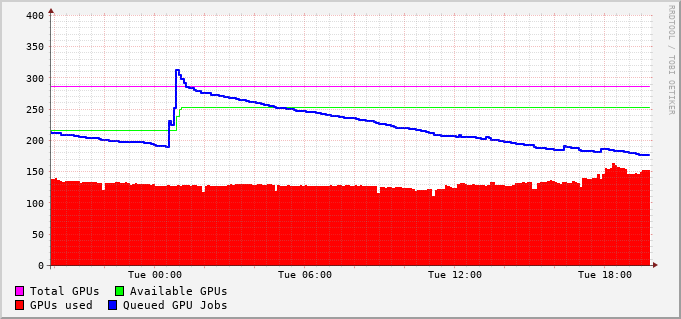 400
350
300
250
200
150
100
50
0
Tue 00:00 Tue 06:00 Tue 12:00 Tue 18:00
Total GPUs Available GPUs
GPUs used Queued GPU Jobs
RRDTOOL / TOBI OETIKER